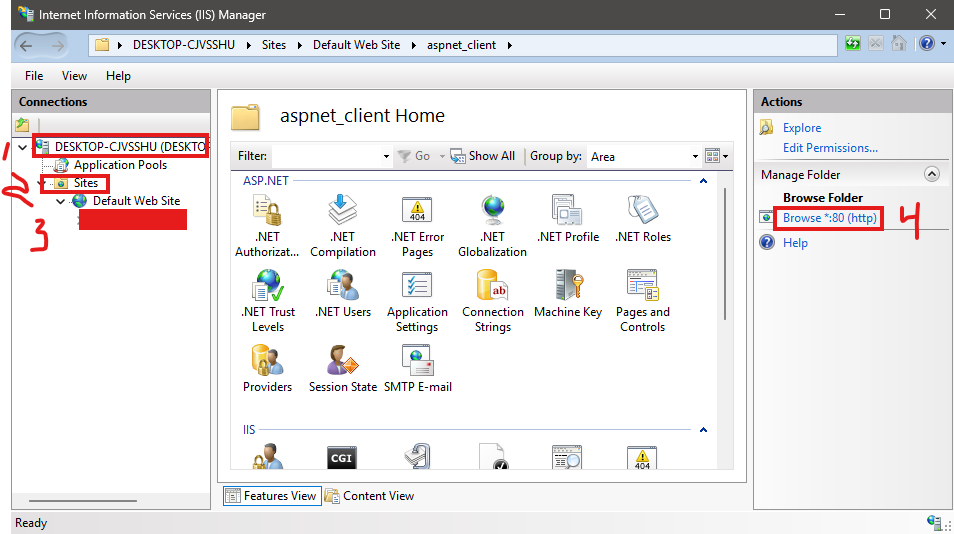 Internet Information Services (IIS) Manager
DESKTOP-CJVSSHU Sites Default Web Site aspnet_client
File View Help
Connections
1
DESKTOP-CJVSSHU (DESKTO
Application Pools
2
Sites
Default Web Site
3
aspnet_client Home
Filter: Go Show All Group by: Area
ASP.NET
.NET Authorizat...
.NET Compilation
404
.NET Error Pages
.NET Globalization
.NET Profile
.NET Roles
.NET Trust Levels
.NET Users
Application Settings
ab
Connection Strings
Machine Key
Pages and Controls
Providers
Session State
SMTP E-mail
IIS
CGI
404
Features View Content View
Actions
Explore
Edit Permissions...
Manage Folder
Browse Folder
Browse *:80 (http)
4
Help
Ready